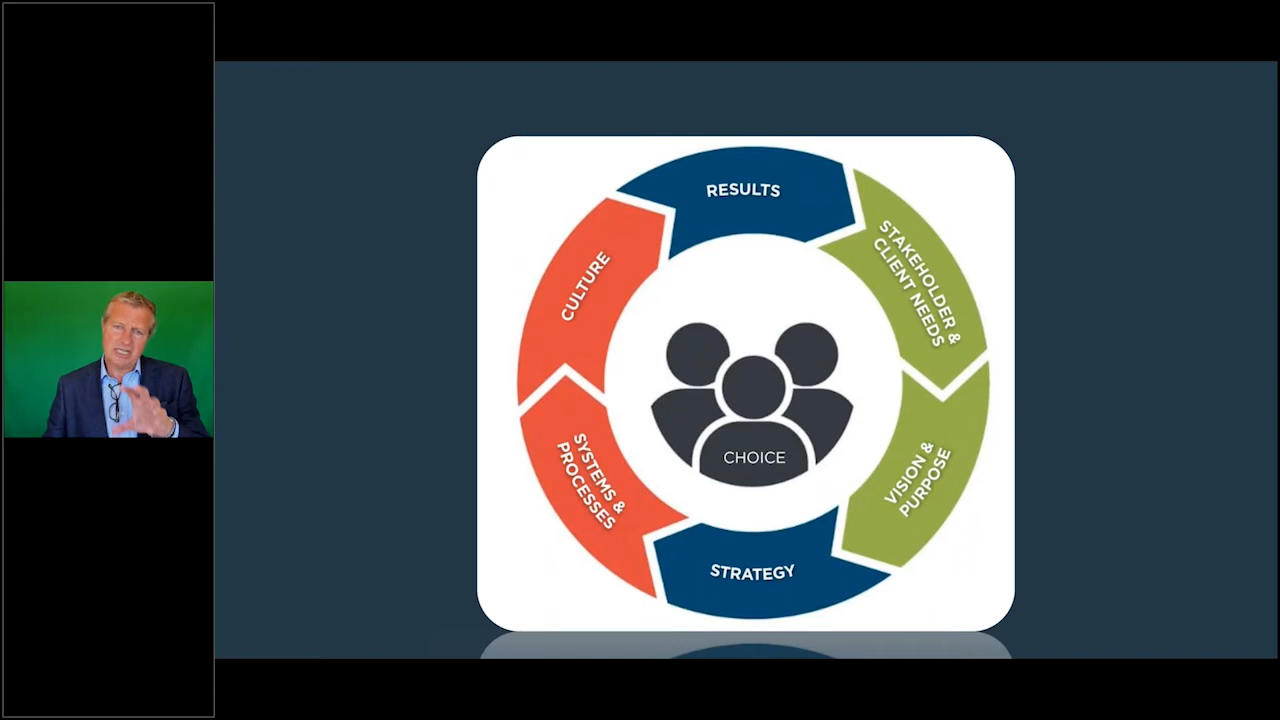 RESULTS
STAKEHOLDER &
CLIENT NEEDS
VISION &
PURPOSE
STRATEGY
SYSTEMS &
PROCESSES
CULTURE
CHOICE